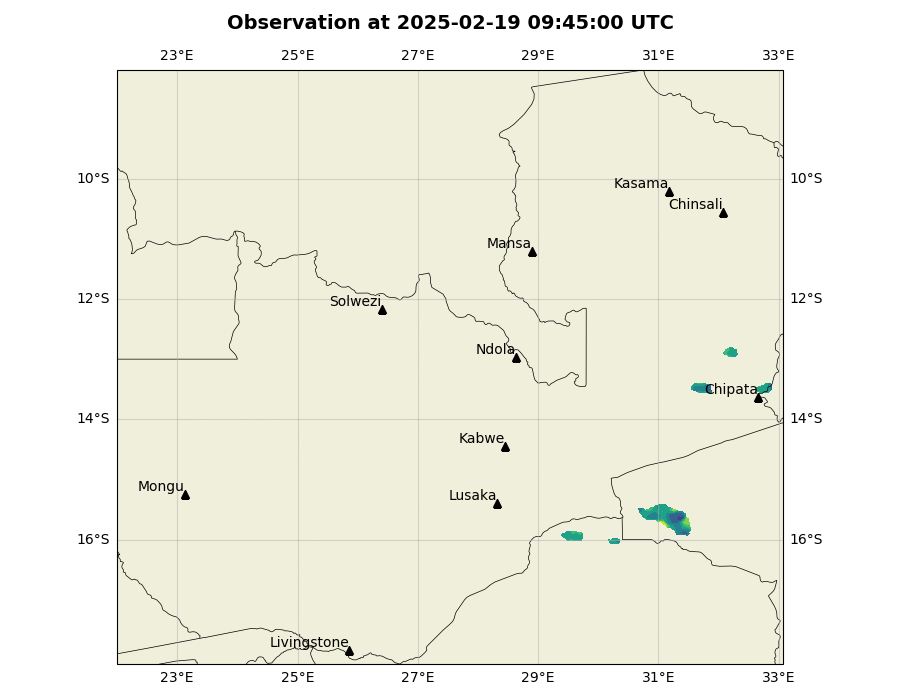 Observation at 2025-02-19 09:45:00 UTC
23°E 25°E 27°E 29°E 31°E 33°E
10°S 10°S
Kasama
Chinsali
Mansa
12°S 12°S
Solwezi
Ndola
Chipata
14°S 14°S
Kabwe
Mongu
Lusaka
16°S 16°S
Livingstone
23°E 25°E 27°E 29°E 31°E 33°E